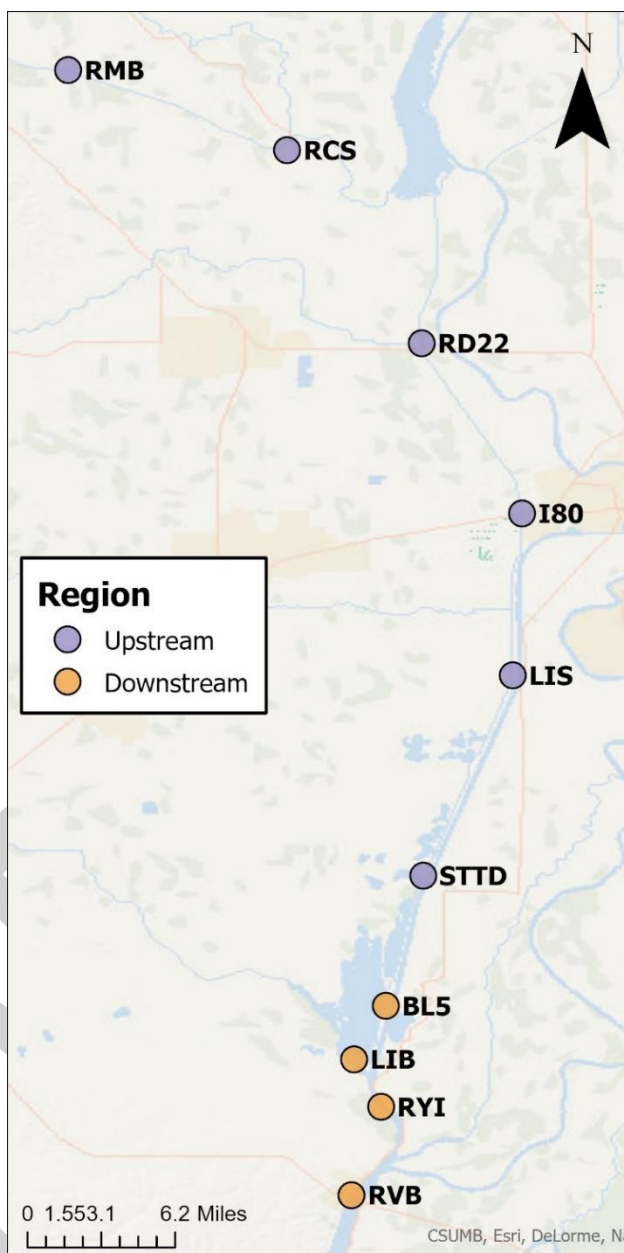 N
RMB
RCS
RD22
I80
Region
Upstream
Downstream
LIS
STTD
BL5
LIB
RYI
RVB
0 1.553.1 6.2 Miles
CSUMB, Esri, DeLorme, Na